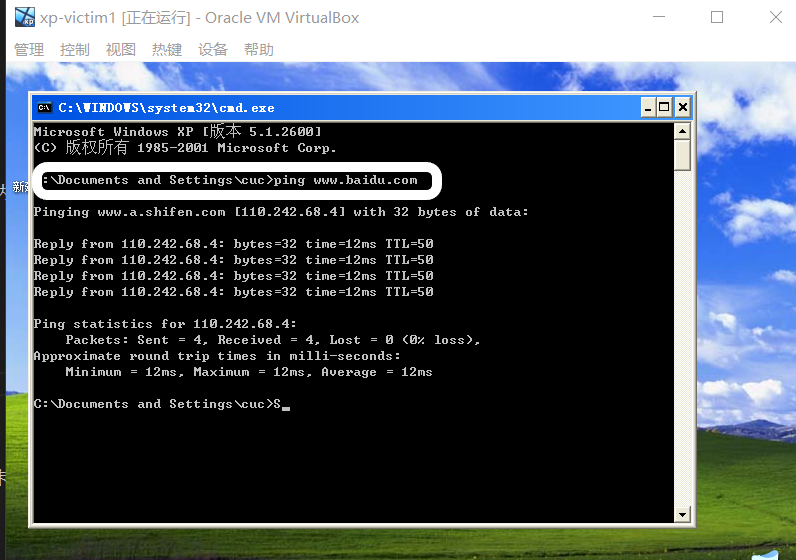 xp-victim1 [正在运行] - Oracle VM VirtualBox
管理 控制 视图 热键 设备 帮助
C:\WINDOWS\system32\cmd.exe
Microsoft Windows XP [版本 5.1.2600]
(C) 版权所有 1985-2001 Microsoft Corp.
:\Documents and Settings\cuc>ping www.baidu.com
Pinging www.a.shifen.com [110.242.68.4] with 32 bytes of data:
Reply from 110.242.68.4: bytes=32 time=12ms TTL=50
Reply from 110.242.68.4: bytes=32 time=12ms TTL=50
Reply from 110.242.68.4: bytes=32 time=12ms TTL=50
Reply from 110.242.68.4: bytes=32 time=12ms TTL=50
Ping statistics for 110.242.68.4:
Packets: Sent = 4, Received = 4, Lost = 0 (0% loss),
Approximate round trip times in milli-seconds:
Minimum = 12ms, Maximum = 12ms, Average = 12ms
C:\Documents and Settings\cuc>S_